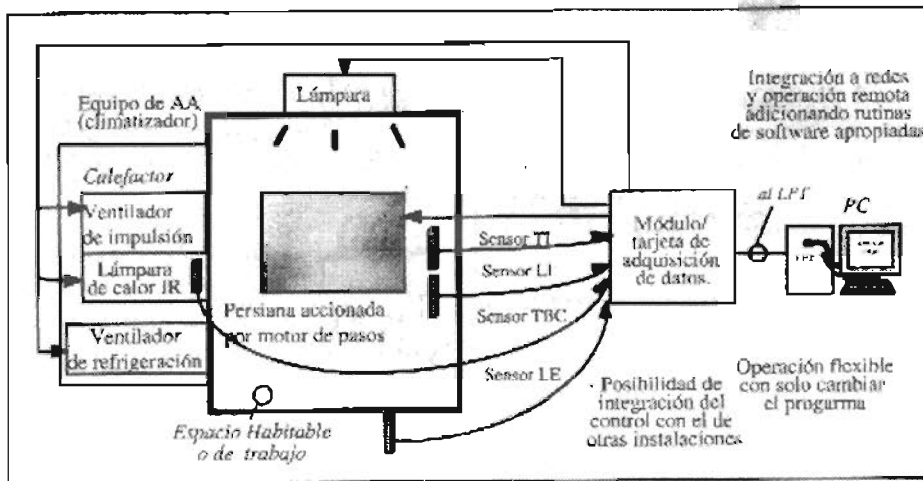 Equipo de AA
(climatizador)
Culefactor
Ventilador
de impulsión
Lámpara
de calor IR
Ventilador
de refrigeración
Lámpara
Persiana accionada
por motor de pasos
Espacio Habitable
o de trabajo
Sensor TI
Sensor LI
Sensor TBC
Sensor LE
Módulo/
tarjeta de
adquisición
de datos.
al LPT
PC
Integración a redes
y operación remota
adicionando rutinas
de software apropiadas
Posibilidad de
integración del
control con el de
otras instalaciones
Operación flexible
con solo cambiar
el progarma